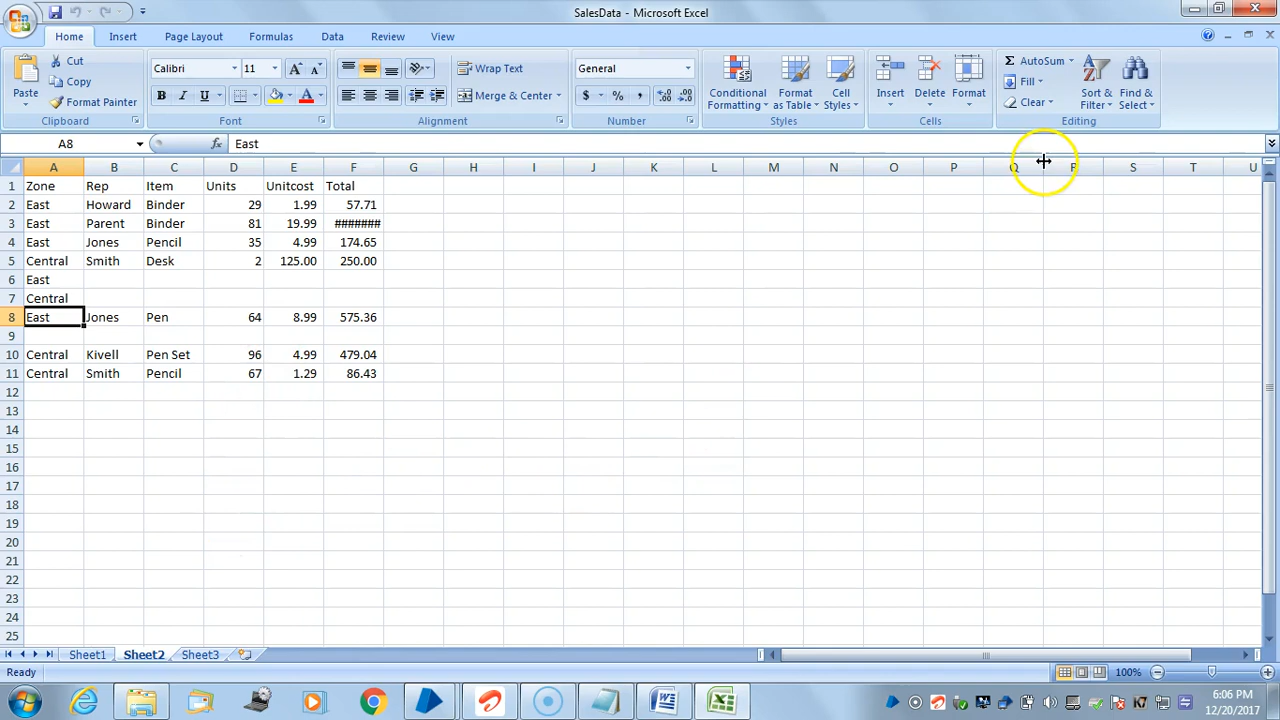 SalesData - Microsoft Excel
Home Insert Page Layout Formulas Data Review View
Paste Cut Copy Format Painter Clipboard
Calibri 11 A A B I U A Font
Wrap Text Merge & Center Alignment
General $ % , Number
Conditional Formatting Format as Table Cell Styles Styles
Insert Delete Format Cells
Σ AutoSum Fill Clear Sort & Filter Find & Select Editing
A8 fx East
A B C D E F G H I J K L M N O P Q R S T U
1 Zone Rep Item Units Unitcost Total
2 East Howard Binder 29 1.99 57.71
3 East Parent Binder 81 19.99 #######
4 East Jones Pencil 35 4.99 174.65
5 Central Smith Desk 2 125.00 250.00
6 East
7 Central
8 East Jones Pen 64 8.99 575.36
9
10 Central Kivell Pen Set 96 4.99 479.04
11 Central Smith Pencil 67 1.29 86.43
12
13
14
15
16
17
18
19
20
21
22
23
24
25
Sheet1 Sheet2 Sheet3
Ready 100%
6:06 PM
12/20/2017